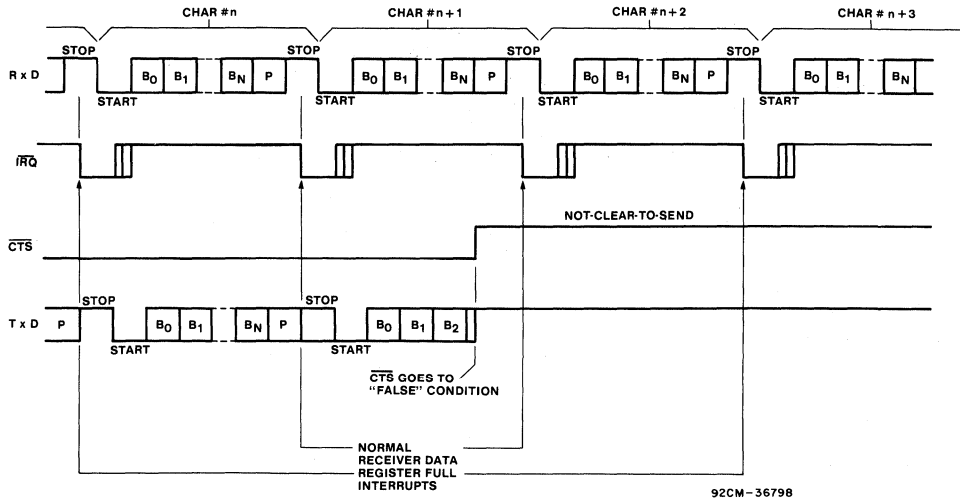 CHAR #n CHAR #n+1 CHAR #n+2 CHAR #n+3
STOP STOP STOP STOP
R x D B0 B1 BN P B0 B1 BN P B0 B1 BN P B0 B1 BN
START START START START
IRQ
NOT-CLEAR-TO-SEND
CTS
STOP STOP
T x D P B0 B1 BN P B0 B1 B2
START START
CTS GOES TO
"FALSE" CONDITION
NORMAL
RECEIVER DATA
REGISTER FULL
INTERRUPTS
92CM-36798